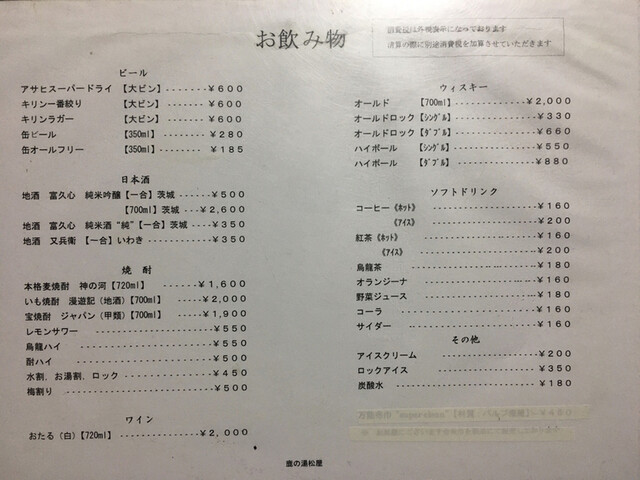 お飲み物
消費税は外税表示になっております
清算の際に別途消費税を加算させていただきます
ビール
アサヒスーパードライ 【大ビン】-------¥600
キリン一番絞り 【大ビン】-------¥600
キリンラガー 【大ビン】-------¥600
缶ビール 【350ml】-------¥280
缶オールフリー 【350ml】-------¥185
日本酒
地酒 富久心 純米吟醸【一合】茨城------¥500
【700ml】茨城---¥2,600
地酒 富久心 純米酒“純”【一合】茨城----¥350
地酒 又兵衛 【一合】いわき-----------¥350
焼酎
本格麦焼酎 神の河【720ml】------¥1,600
いも焼酎 漫遊記(地酒)【700ml】-----¥2,000
宝焼酎 ジャパン(甲類)【700ml】-----¥1,900
レモンサワー ----------------¥550
烏龍ハイ ------------------¥550
酎ハイ ------------------¥500
水割、お湯割、ロック ------------¥450
梅割り ------------------¥500
ワイン
おたる(白)【720ml】-------------¥2,000
ウィスキー
オールド 【700ml】-------------¥2,000
オールドロック【シングル】-------------¥330
オールドロック【ダブル】-------------¥660
ハイボール 【シングル】-------------¥550
ハイボール 【ダブル】-------------¥880
ソフトドリンク
コーヒー《ホット》 ---------------¥160
《アイス》 ---------------¥200
紅茶《ホット》 ------------------¥160
《アイス》 ------------------¥200
烏龍茶 --------------------¥180
オランジーナ -----------------¥160
野菜ジュース -----------------¥180
コーラ --------------------¥160
サイダー -------------------¥160
その他
アイスクリーム ---------------¥200
ロックアイス ----------------¥350
炭酸水 -------------------¥180
鹿の湯松屋